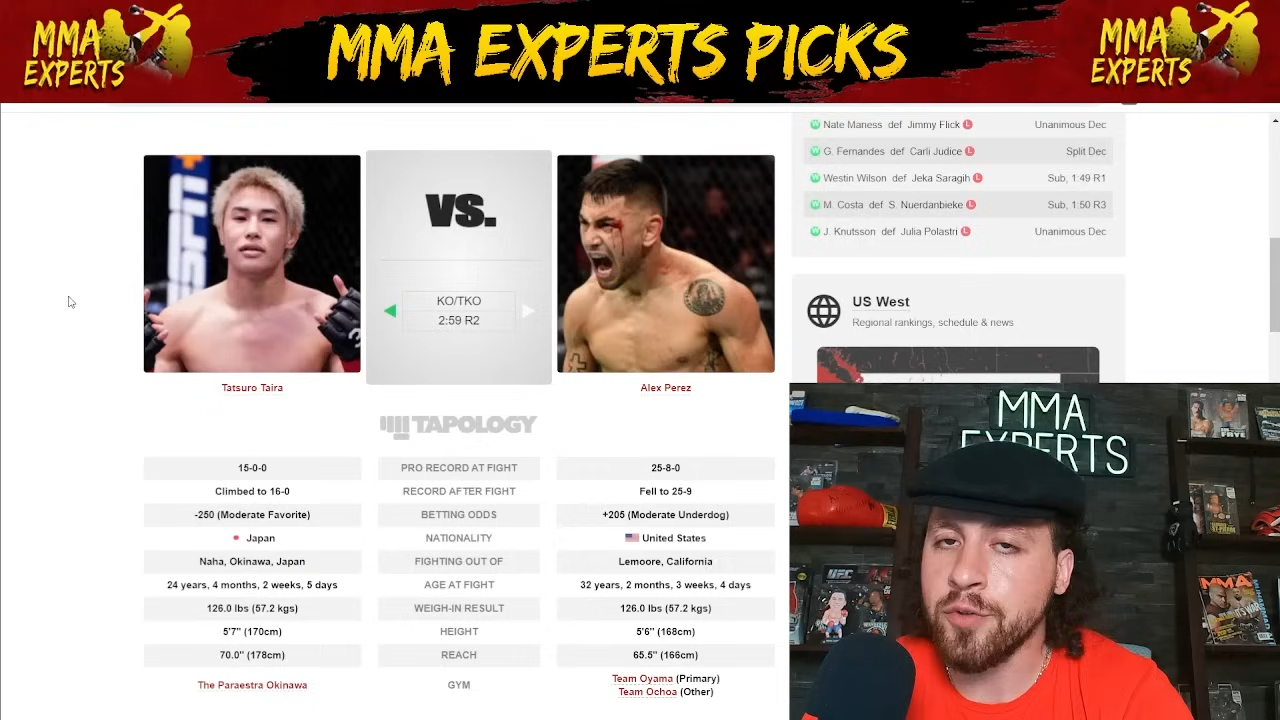 MMA
EXPERTS
MMA EXPERTS PICKS
MMA
EXPERTS
VS.
KO/TKO
2:59 R2
Tatsuro Taira
Alex Perez
TAPOLOGY
15-0-0 PRO RECORD AT FIGHT 25-8-0
Climbed to 16-0 RECORD AFTER FIGHT Fell to 25-9
-250 (Moderate Favorite) BETTING ODDS +205 (Moderate Underdog)
Japan NATIONALITY United States
Naha, Okinawa, Japan FIGHTING OUT OF Lemoore, California
24 years, 4 months, 2 weeks, 5 days AGE AT FIGHT 32 years, 2 months, 3 weeks, 4 days
126.0 lbs (57.2 kgs) WEIGH-IN RESULT 126.0 lbs (57.2 kgs)
5'7" (170cm) HEIGHT 5'6" (168cm)
70.0" (178cm) REACH 65.5" (166cm)
The Paraestra Okinawa GYM Team Oyama (Primary)
Team Ochoa (Other)
W Nate Maness def Jimmy Flick L Unanimous Dec
W G. Fernandes def Carli Judice L Split Dec
W Westin Wilson def Jeka Saragih L Sub, 1:49 R1
W M. Costa def S. Nuerdanbieke L Sub, 1:50 R3
W J. Knutsson def Julia Polastri L Unanimous Dec
US West
Regional rankings, schedule & news
MMA
EXPERTS
UFC
MMA